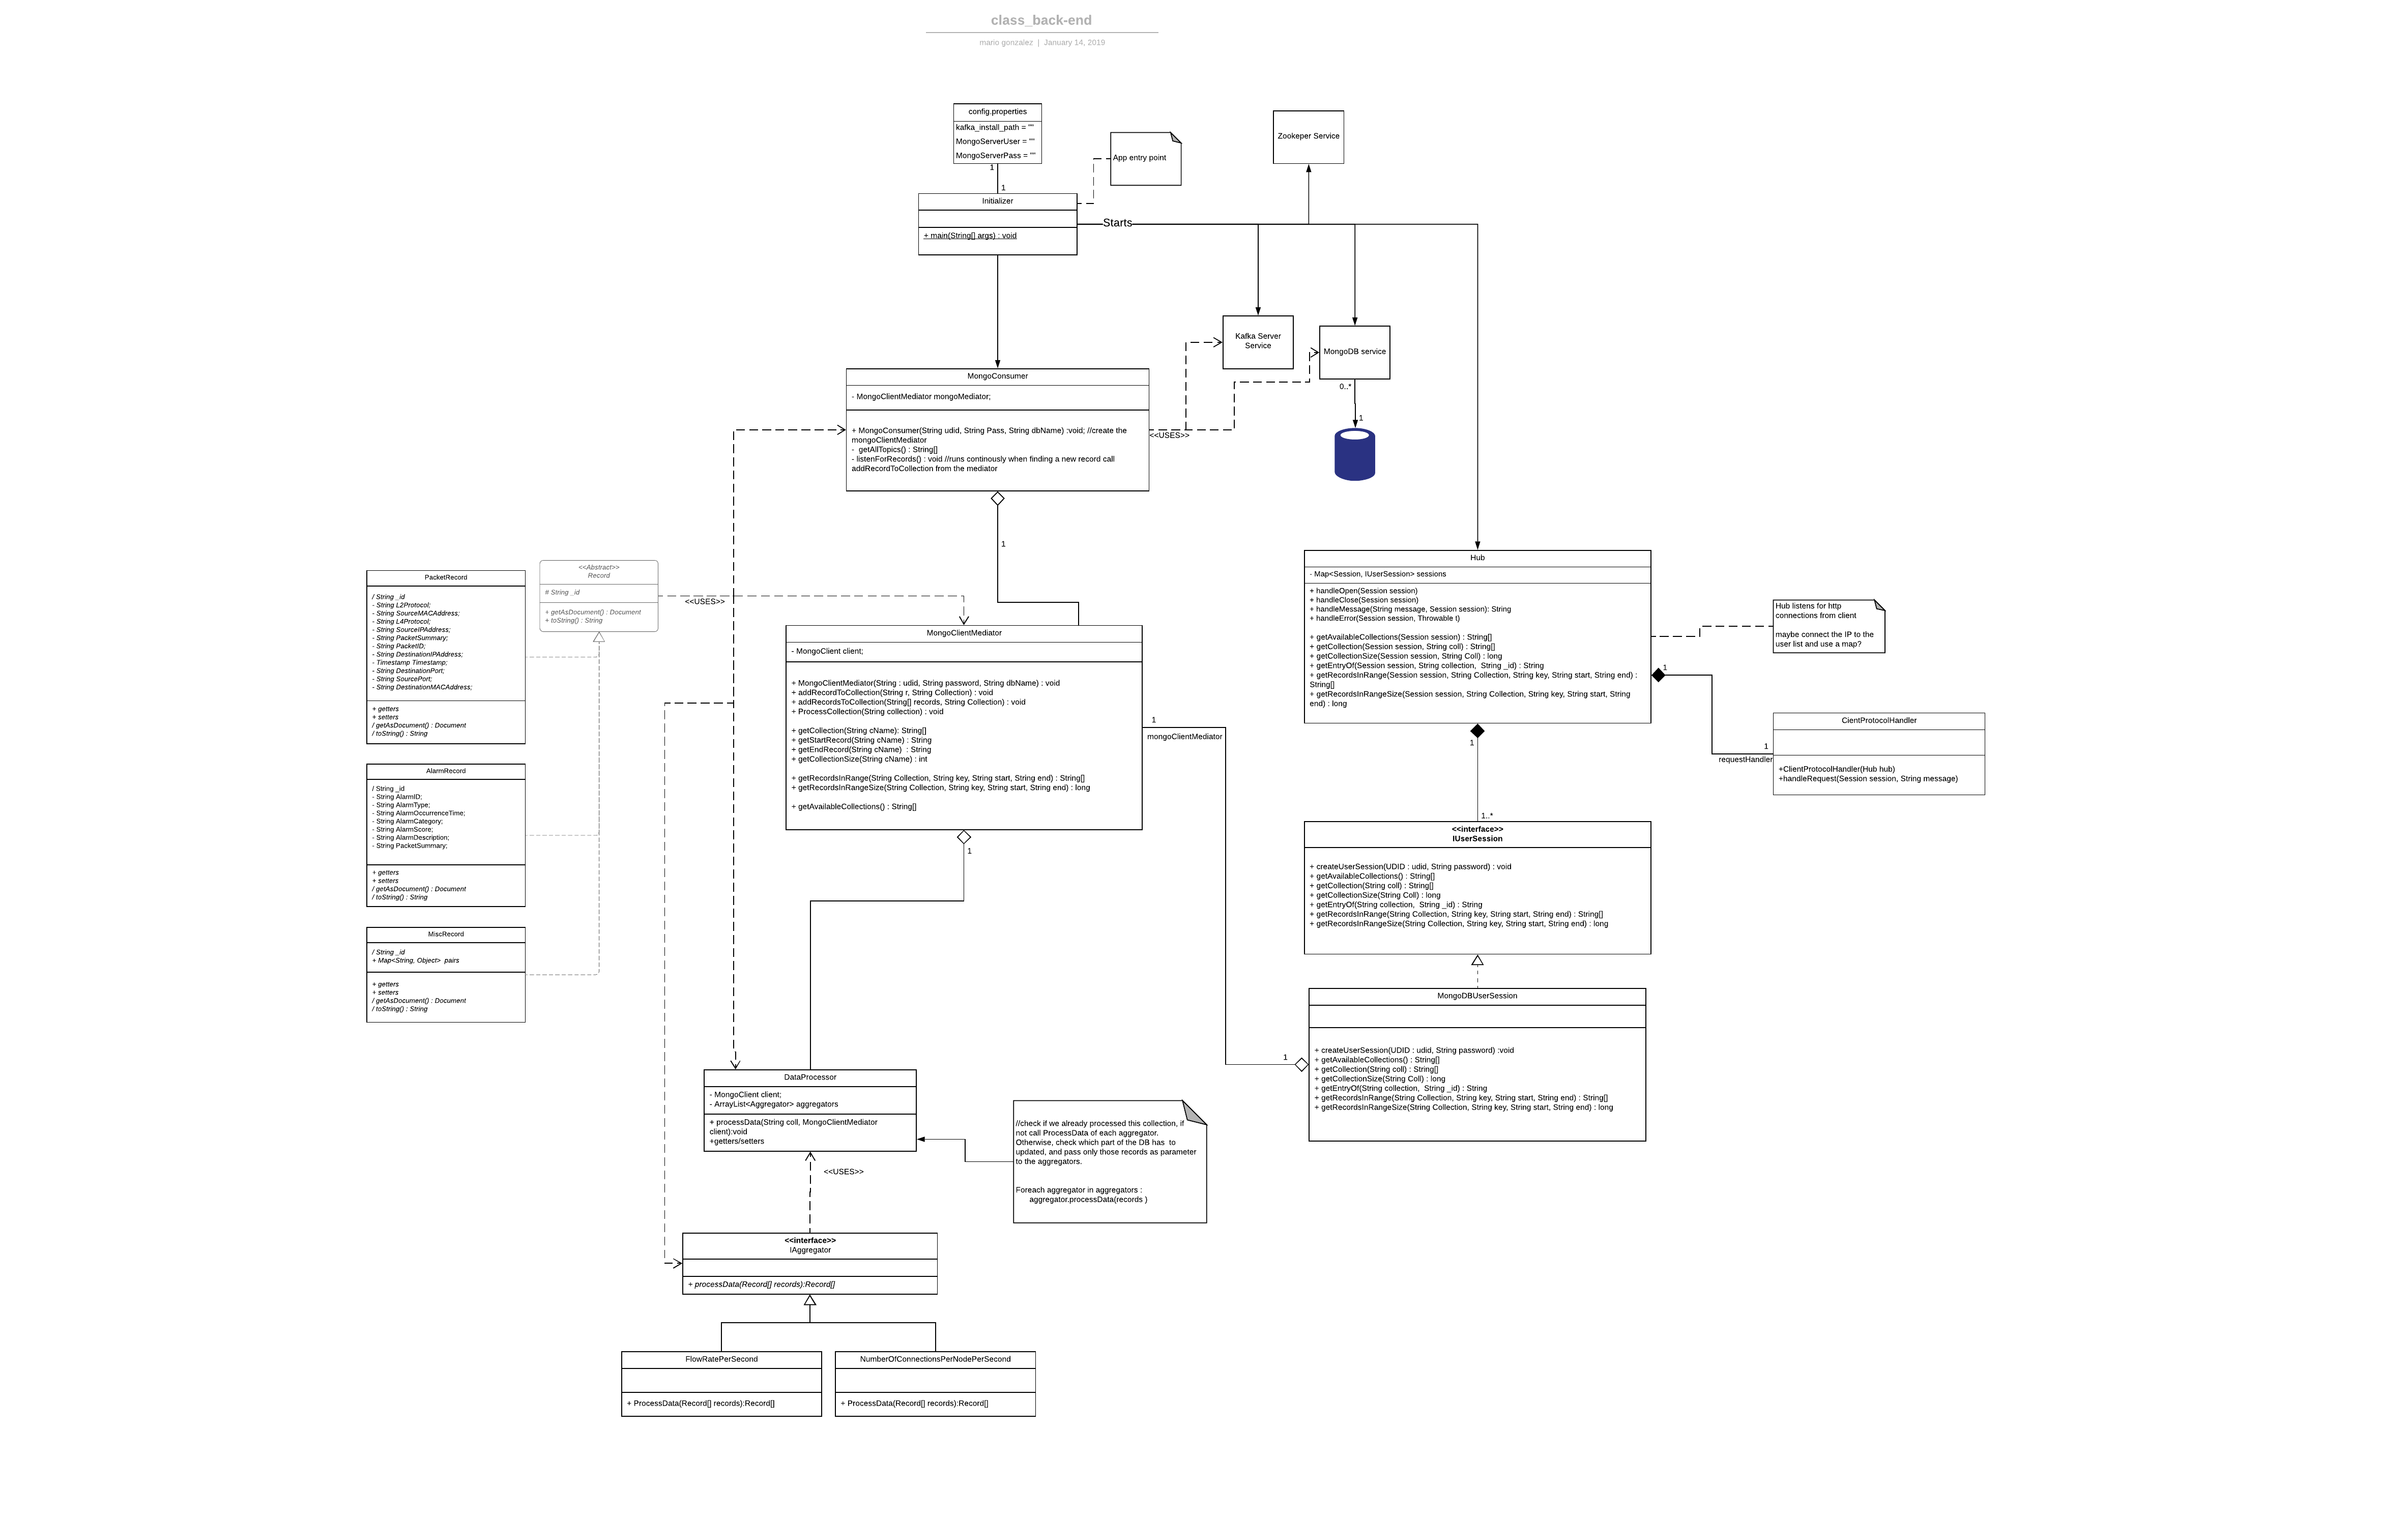 class_back-end
mario gonzalez | January 14, 2019
config.properties
kafka_install_path = ""
MongoServerUser = ""
MongoServerPass = ""
1
1
App entry point
Zookeper Service
Initializer
+ main(String[] args) : void
Starts
Kafka Server
Service
MongoDB service
0..*
1
MongoConsumer
- MongoClientMediator mongoMediator;
+ MongoConsumer(String udid, String Pass, String dbName) :void; //create the
mongoClientMediator
- getAllTopics() : String[]
- listenForRecords() : void //runs continously when finding a new record call
addRecordToCollection from the mediator
<<USES>>
1
PacketRecord
/ String _id
- String L2Protocol;
- String SourceMACAddress;
- String L4Protocol;
- String SourceIPAddress;
- String PacketSummary;
- String PacketID;
- String DestinationIPAddress;
- Timestamp Timestamp;
- String DestinationPort;
- String SourcePort;
- String DestinationMACAddress;
+ getters
+ setters
/ getAsDocument() : Document
/ toString() : String
<<Abstract>>
Record
# String _id
+ getAsDocument() : Document
+ toString() : String
<<USES>>
AlarmRecord
/ String _id
- String AlarmID;
- String AlarmType;
- String AlarmOccurrenceTime;
- String AlarmCategory;
- String AlarmScore;
- String AlarmDescription;
- String PacketSummary;
+ getters
+ setters
/ getAsDocument() : Document
/ toString() : String
MiscRecord
/ String _id
+ Map<String, Object> pairs
+ getters
+ setters
/ getAsDocument() : Document
/ toString() : String
MongoClientMediator
- MongoClient client;
+ MongoClientMediator(String : udid, String password, String dbName) : void
+ addRecordToCollection(String r, String Collection) : void
+ addRecordsToCollection(String[] records, String Collection) : void
+ ProcessCollection(String collection) : void
+ getCollection(String cName): String[]
+ getStartRecord(String cName) : String
+ getEndRecord(String cName) : String
+ getCollectionSize(String cName) : int
+ getRecordsInRange(String Collection, String key, String start, String end) : String[]
+ getRecordsInRangeSize(String Collection, String key, String start, String end) : long
+ getAvailableCollections() : String[]
1
mongoClientMediator
1
Hub
- Map<Session, IUserSession> sessions
+ handleOpen(Session session)
+ handleClose(Session session)
+ handleMessage(String message, Session session): String
+ handleError(Session session, Throwable t)
+ getAvailableCollections(Session session) : String[]
+ getCollection(Session session, String coll) : String[]
+ getCollectionSize(Session session, String Coll) : long
+ getEntryOf(Session session, String collection, String _id) : String
+ getRecordsInRange(Session session, String Collection, String key, String start, String end) :
String[]
+ getRecordsInRangeSize(Session session, String Collection, String key, String start, String
end) : long
Hub listens for http
connections from client
maybe connect the IP to the
user list and use a map?
1
1
requestHandler
CientProtocolHandler
+ClientProtocolHandler(Hub hub)
+handleRequest(Session session, String message)
1
1..*
<<interface>>
IUserSession
+ createUserSession(UDID : udid, String password) : void
+ getAvailableCollections() : String[]
+ getCollection(String coll) : String[]
+ getCollectionSize(String Coll) : long
+ getEntryOf(String collection, String _id) : String
+ getRecordsInRange(String Collection, String key, String start, String end) : String[]
+ getRecordsInRangeSize(String Collection, String key, String start, String end) : long
MongoDBUserSession
+ createUserSession(UDID : udid, String password) :void
+ getAvailableCollections() : String[]
+ getCollection(String coll) : String[]
+ getCollectionSize(String Coll) : long
+ getEntryOf(String collection, String _id) : String
+ getRecordsInRange(String Collection, String key, String start, String end) : String[]
+ getRecordsInRangeSize(String Collection, String key, String start, String end) : long
1
DataProcessor
- MongoClient client;
- ArrayList<Aggregator> aggregators
+ processData(String coll, MongoClientMediator
client):void
+getters/setters
//check if we already processed this collection, if
not call ProcessData of each aggregator.
Otherwise, check which part of the DB has to
updated, and pass only those records as parameter
to the aggregators.
Foreach aggregator in aggregators :
aggregator.processData(records )
<<USES>>
<<interface>>
IAggregator
+ processData(Record[] records):Record[]
FlowRatePerSecond
+ ProcessData(Record[] records):Record[]
NumberOfConnectionsPerNodePerSecond
+ ProcessData(Record[] records):Record[]